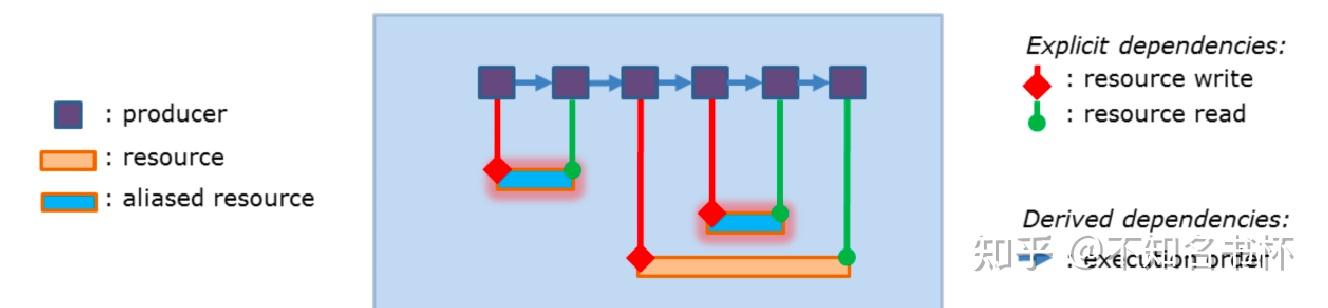 : producer
: resource
: aliased resource
Explicit dependencies:
: resource write
: resource read
Derived dependencies:
: execution order
知乎 @不知名书杯